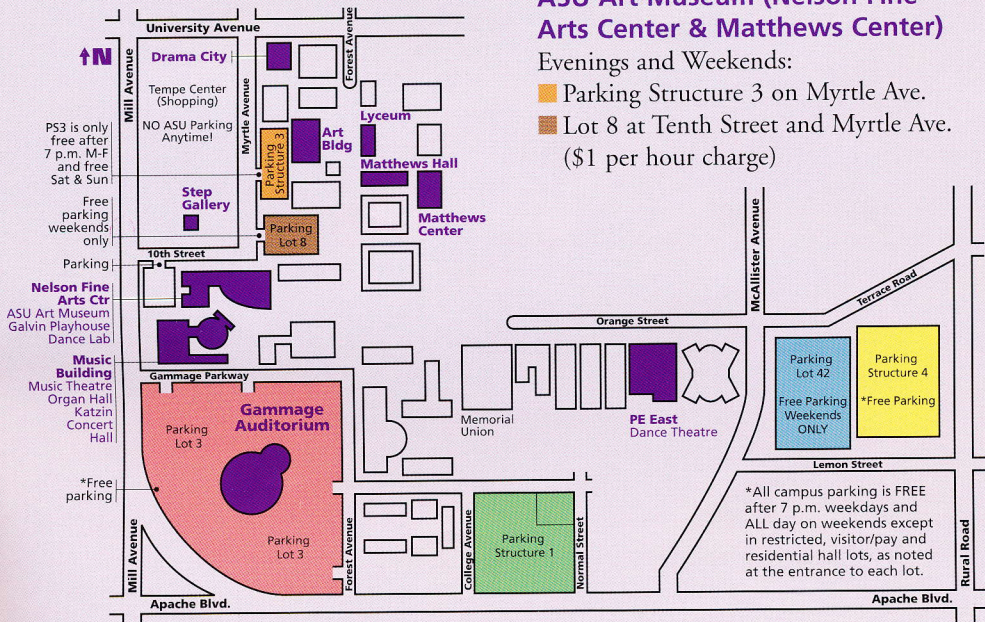 ASU Art Museum (Nelson Fine
Arts Center & Matthews Center)
Evenings and Weekends:
Parking Structure 3 on Myrtle Ave.
Lot 8 at Tenth Street and Myrtle Ave.
($1 per hour charge)
University Avenue
N
Mill Avenue
Drama City
Tempe Center
(Shopping)
NO ASU Parking
Anytime!
Myrtle Avenue
Forest Avenue
Lyceum
Art
Bldg
Parking
Structure 3
Matthews Hall
Matthews
Center
PS3 is only
free after
7 p.m. M-F
and free
Sat & Sun
Step
Gallery
Free
parking
weekends
only
Parking
Lot 8
10th Street
Parking
Nelson Fine
Arts Ctr
ASU Art Museum
Galvin Playhouse
Dance Lab
Music
Building
Music Theatre
Organ Hall
Katzin
Concert
Hall
Gammage Parkway
Gammage
Auditorium
Parking
Lot 3
*Free
parking
Parking
Lot 3
Mill Avenue
Forest Avenue
Apache Blvd.
McAllister Avenue
Terrace Road
Orange Street
Memorial
Union
PE East
Dance Theatre
Parking
Lot 42
Free Parking
Weekends
ONLY
Parking
Structure 4
*Free Parking
Lemon Street
College Avenue
Parking
Structure 1
Normal Street
*All campus parking is FREE
after 7 p.m. weekdays and
ALL day on weekends except
in restricted, visitor/pay and
residential hall lots, as noted
at the entrance to each lot.
Rural Road
Apache Blvd.